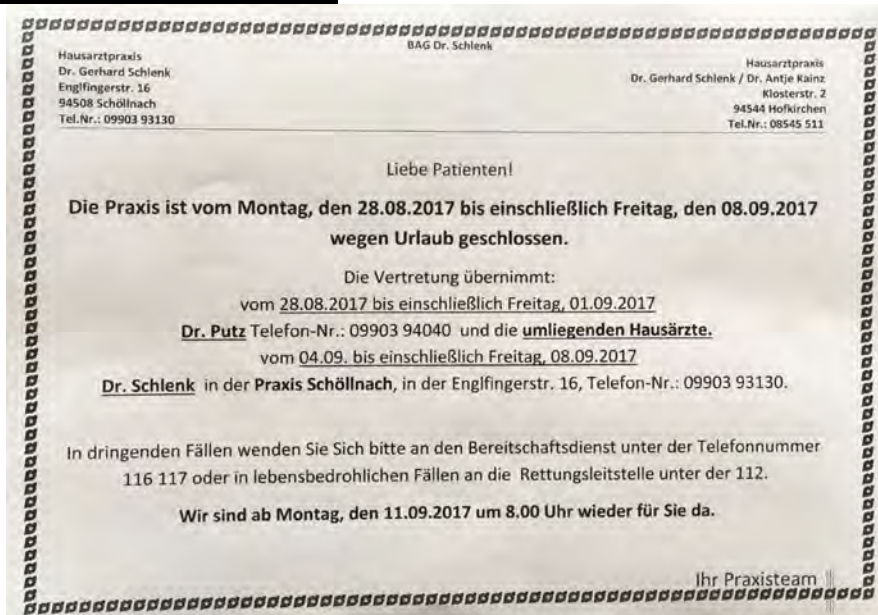 BAG Dr. Schlenk
Hausarztpraxis
Dr. Gerhard Schlenk
Englfingerstr. 16
94508 Schöllnach
Tel.Nr.: 09903 93130
Hausarztpraxis
Dr. Gerhard Schlenk / Dr. Antje Kainz
Klosterstr. 2
94544 Hofkirchen
Tel.Nr.: 08545 511
Liebe Patienten!
Die Praxis ist vom Montag, den 28.08.2017 bis einschließlich Freitag, den 08.09.2017
wegen Urlaub geschlossen.
Die Vertretung übernimmt:
vom 28.08.2017 bis einschließlich Freitag, 01.09.2017
Dr. Putz Telefon-Nr.: 09903 94040 und die umliegenden Hausärzte.
vom 04.09. bis einschließlich Freitag, 08.09.2017
Dr. Schlenk in der Praxis Schöllnach, in der Englfingerstr. 16, Telefon-Nr.: 09903 93130.
In dringenden Fällen wenden Sie Sich bitte an den Bereitschaftsdienst unter der Telefonnummer
116 117 oder in lebensbedrohlichen Fällen an die Rettungsleitstelle unter der 112.
Wir sind ab Montag, den 11.09.2017 um 8.00 Uhr wieder für Sie da.
Ihr Praxisteam